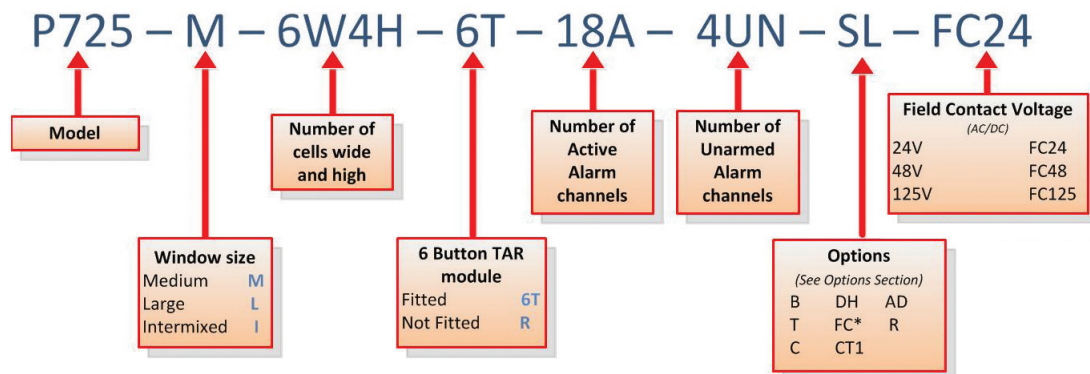 P725 – M – 6W4H – 6T – 18A – 4UN – SL – FC24
Model
Number of
cells wide
and high
Number of
Active
Alarm
channels
Number of
Unarmed
Alarm
channels
Field Contact Voltage
(AC/DC)
24V FC24
48V FC48
125V FC125
Window size
Medium M
Large L
Intermixed I
6 Button TAR
module
Fitted 6T
Not Fitted R
Options
(See Options Section)
B DH AD
T FC* R
C CT1